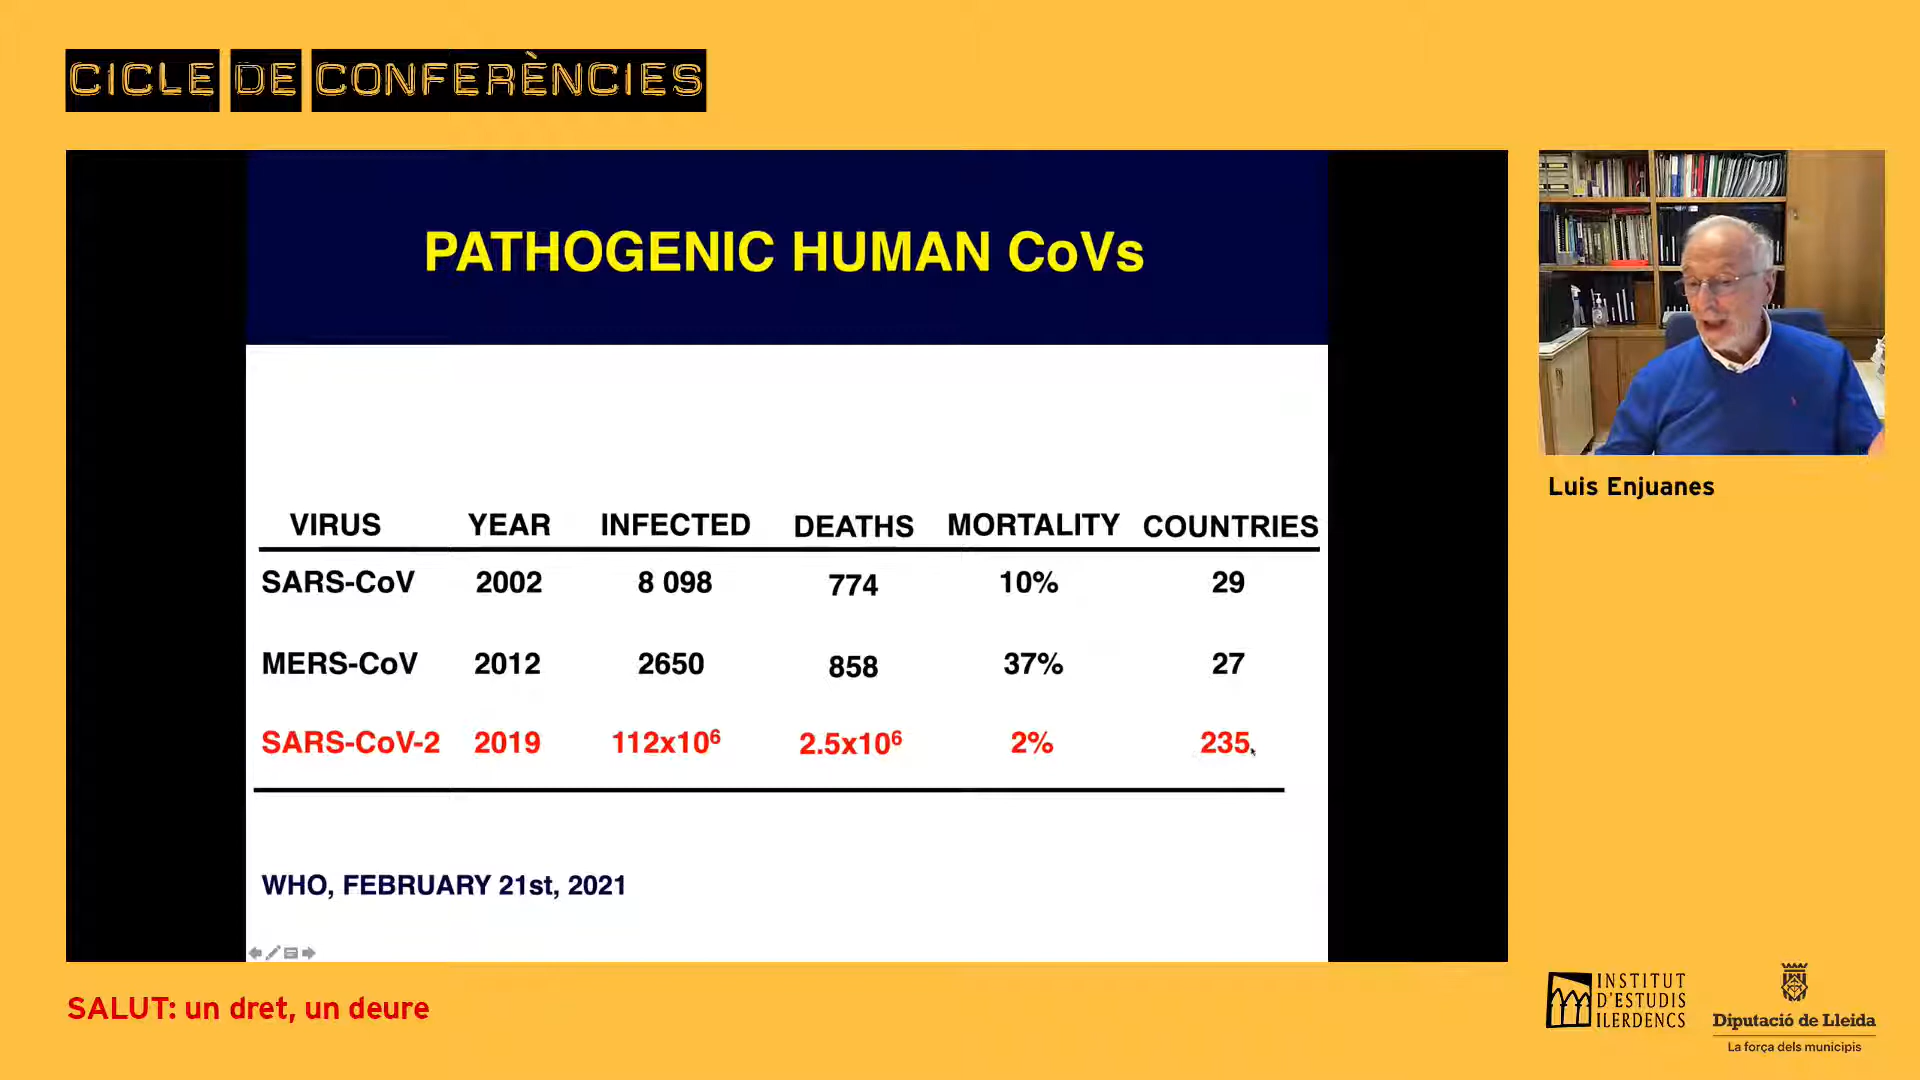 CICLE DE CONFERÈNCIES
PATHOGENIC HUMAN CoVs
VIRUS YEAR INFECTED DEATHS MORTALITY COUNTRIES
SARS-CoV 2002 8 098 774 10% 29
MERS-CoV 2012 2650 858 37% 27
SARS-CoV-2 2019 112x10⁶ 2.5x10⁶ 2% 235
WHO, FEBRUARY 21st, 2021
Luis Enjuanes
SALUT: un dret, un deure
INSTITUT
D'ESTUDIS
ILERDENCS
Diputació de Lleida
La força dels municipis